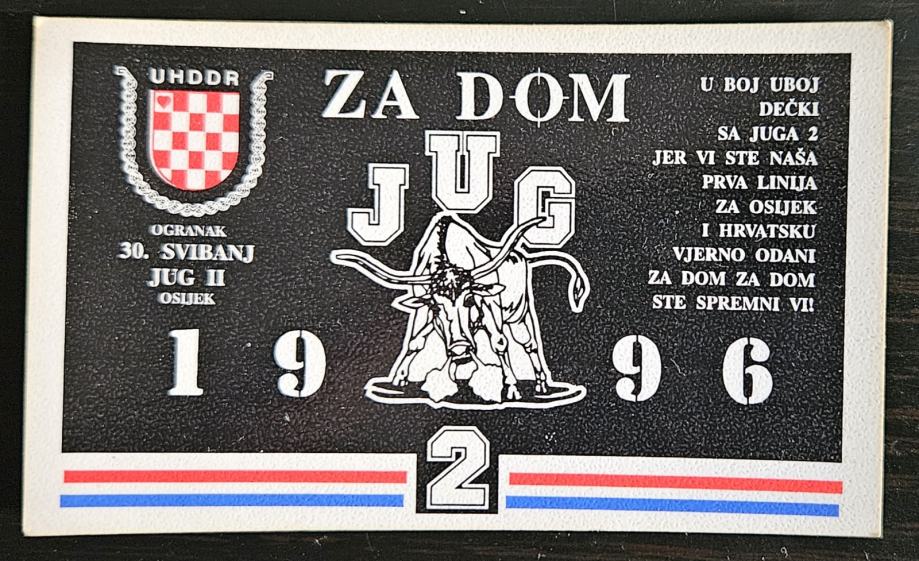 UHDDR
OGRANAK
30. SVIBANJ
JUG II
OSIJEK
ZA DOM
JUG
1996
2
U BOJ UBOJ
DEČKI
SA JUGA 2
JER VI STE NAŠA
PRVA LINIJA
ZA OSIJEK
I HRVATSKU
VJERNO ODANI
ZA DOM ZA DOM
STE SPREMNI VI!